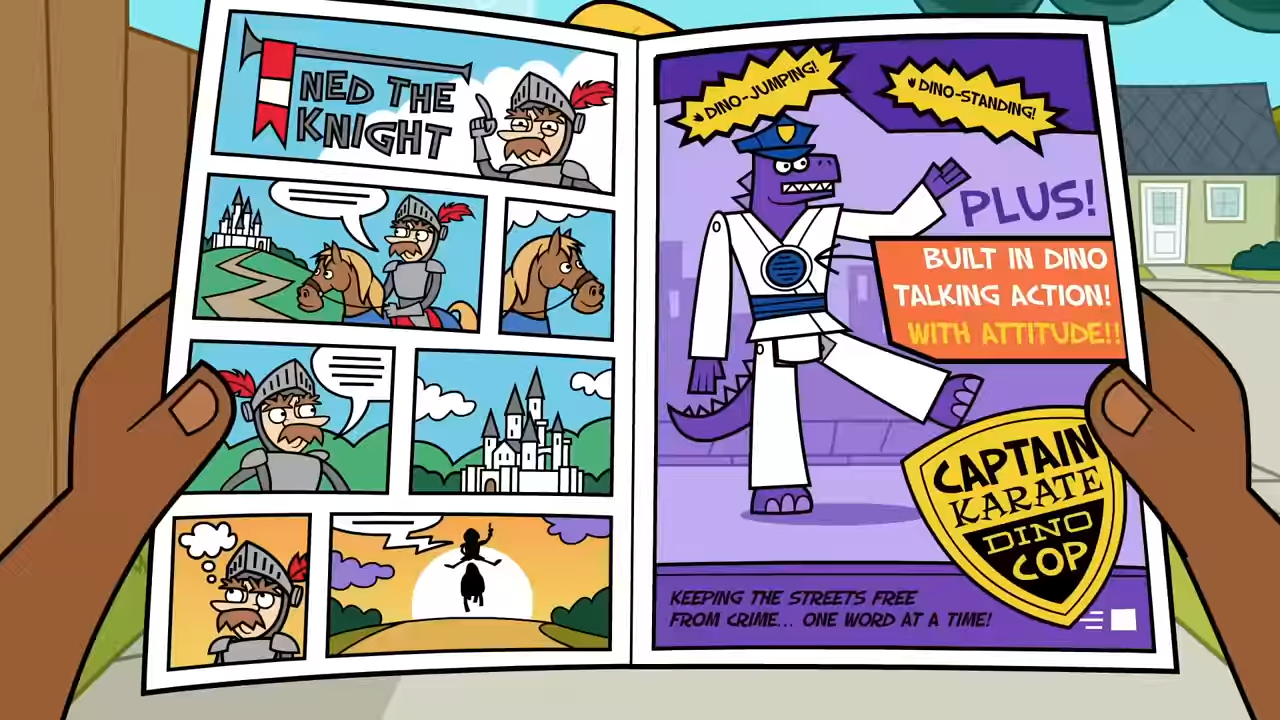 NED THE
KNIGHT
DINO-JUMPING!
DINO-STANDING!
PLUS!
BUILT IN DINO
TALKING ACTION!
WITH ATTITUDE!!
CAPTAIN
KARATE
DINO
COP
KEEPING THE STREETS FREE
FROM CRIME... ONE WORD AT A TIME!